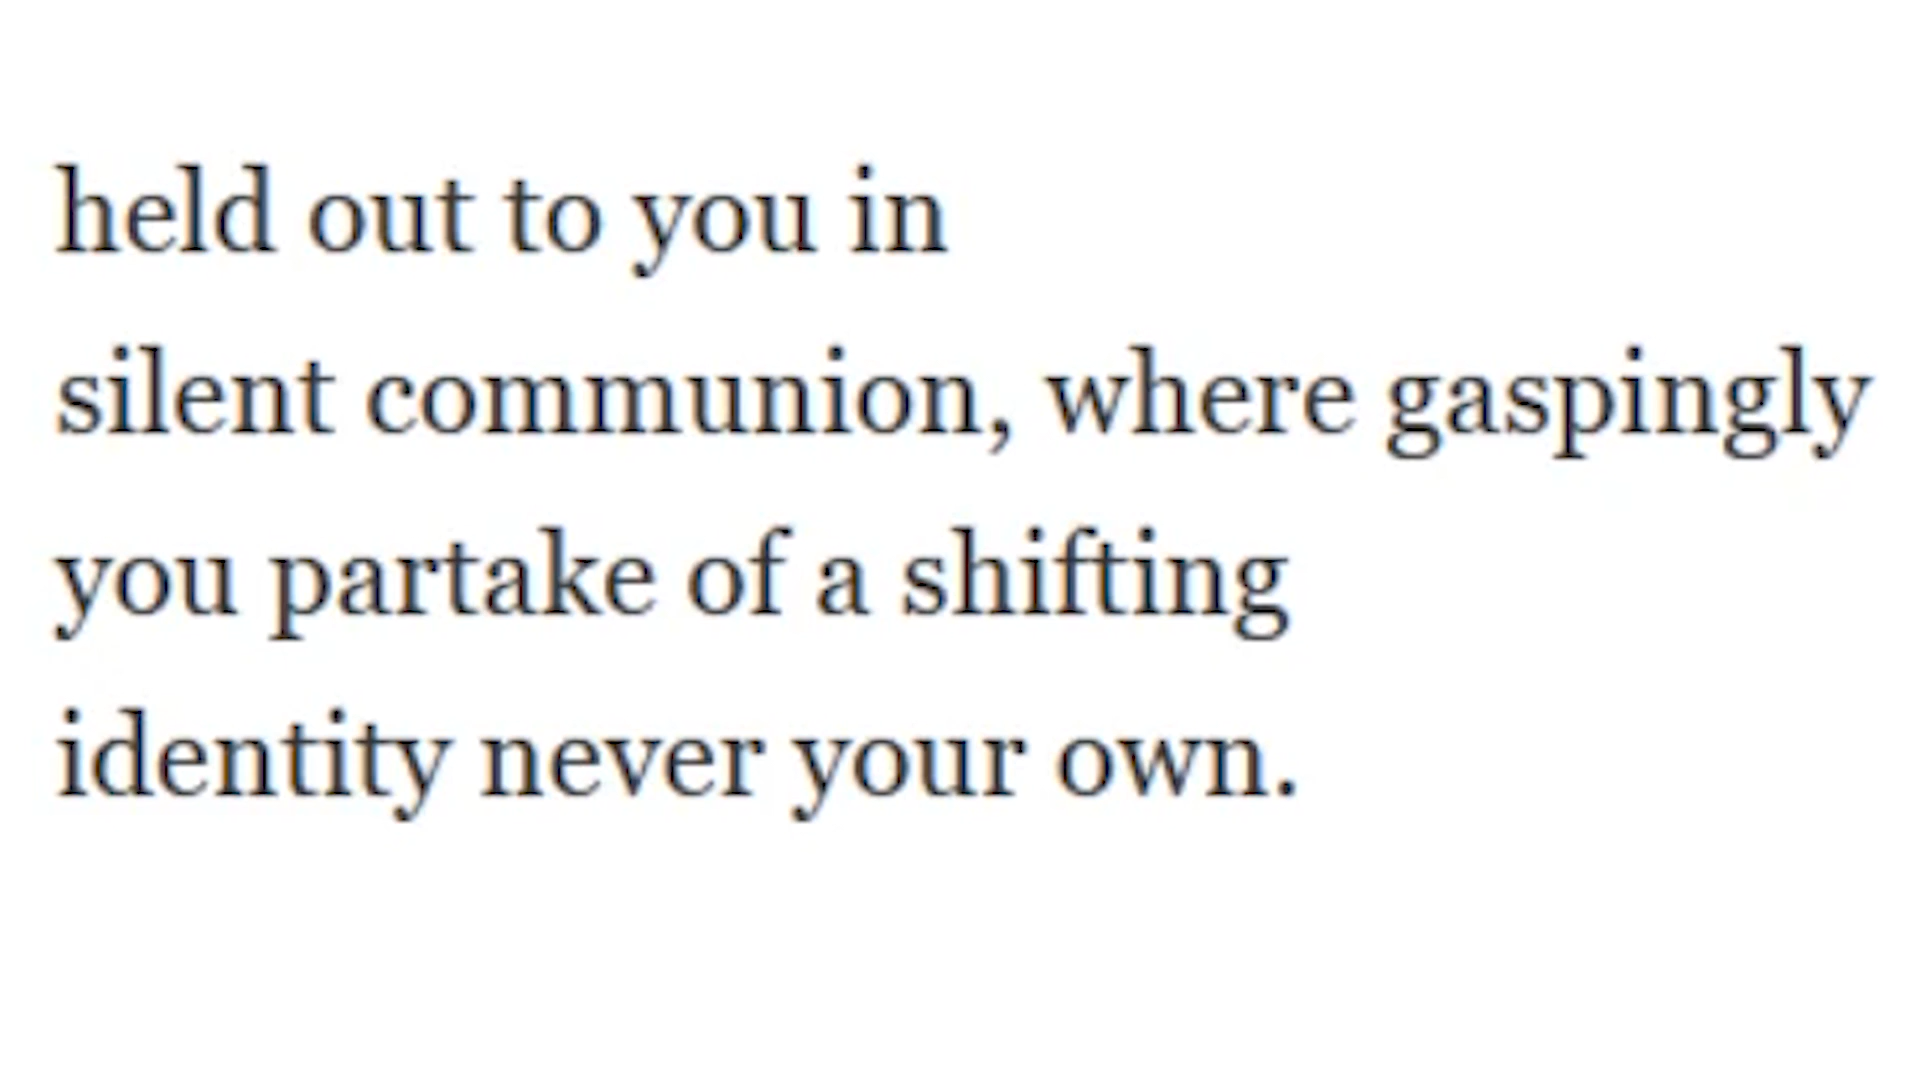 held out to you in
silent communion, where gaspingly
you partake of a shifting
identity never your own.